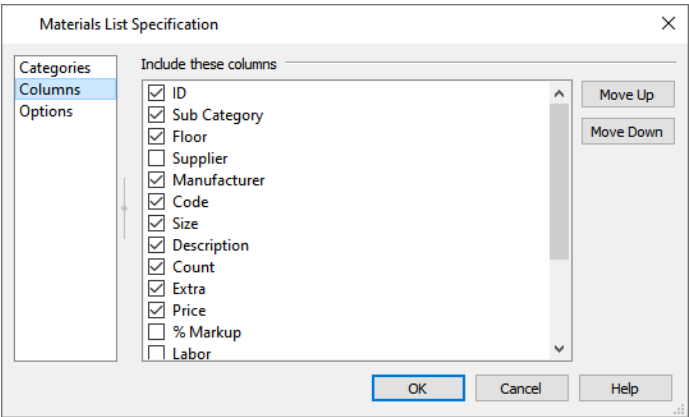 Materials List Specification
Categories
Columns
Options
Include these columns
ID
Sub Category
Floor
Supplier
Manufacturer
Code
Size
Description
Count
Extra
Price
% Markup
Labor
Move Up
Move Down
OK
Cancel
Help